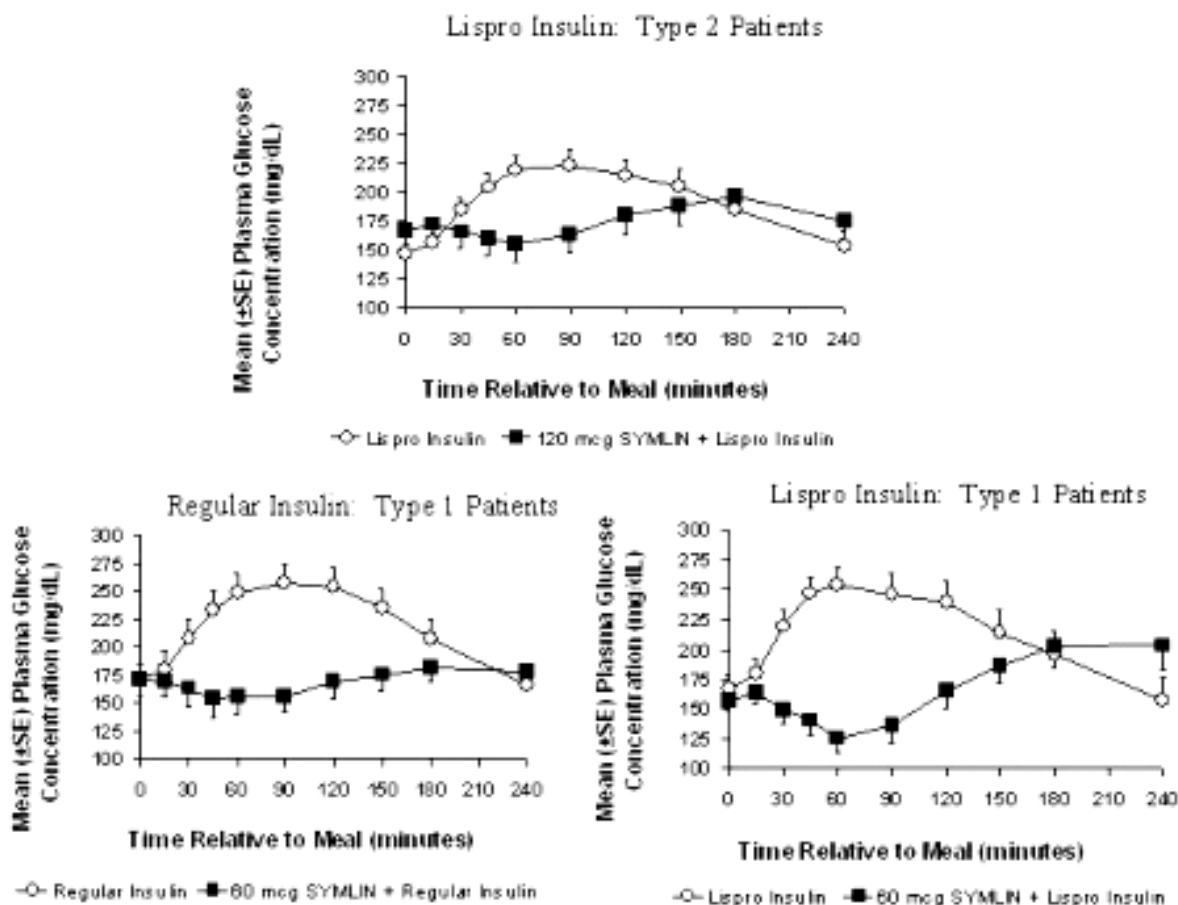 Lispro Insulin: Type 2 Patients
Mean (±SE) Plasma Glucose
Concentration (mg/dL)
300
275
250
225
200
175
150
125
100
0 30 60 90 120 150 180 210 240
Time Relative to Meal (minutes)
Lispro Insulin 120 mcg SYMLIN + Lispro Insulin
Regular Insulin: Type 1 Patients
Mean (±SE) Plasma Glucose
Concentration (mg/dL)
300
275
250
225
200
175
150
125
100
0 30 60 90 120 150 180 210 240
Time Relative to Meal (minutes)
Regular Insulin 60 mcg SYMLIN + Regular Insulin
Lispro Insulin: Type 1 Patients
Mean (±SE) Plasma Glucose
Concentration (mg/dL)
300
275
250
225
200
175
150
125
100
0 30 60 90 120 150 180 210 240
Time Relative to Meal (minutes)
Lispro Insulin 60 mcg SYMLIN + Lispro Insulin